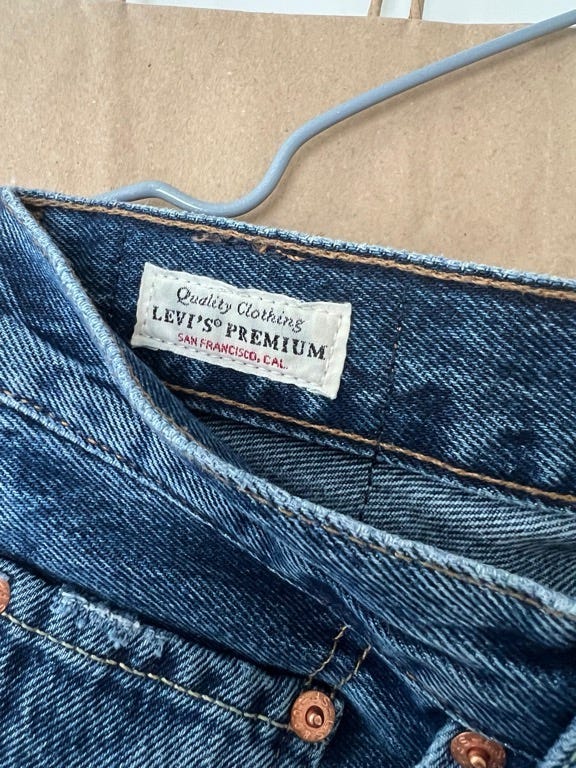 Quality Clothing
LEVI'S® PREMIUM
SAN FRANCISCO, CAL.